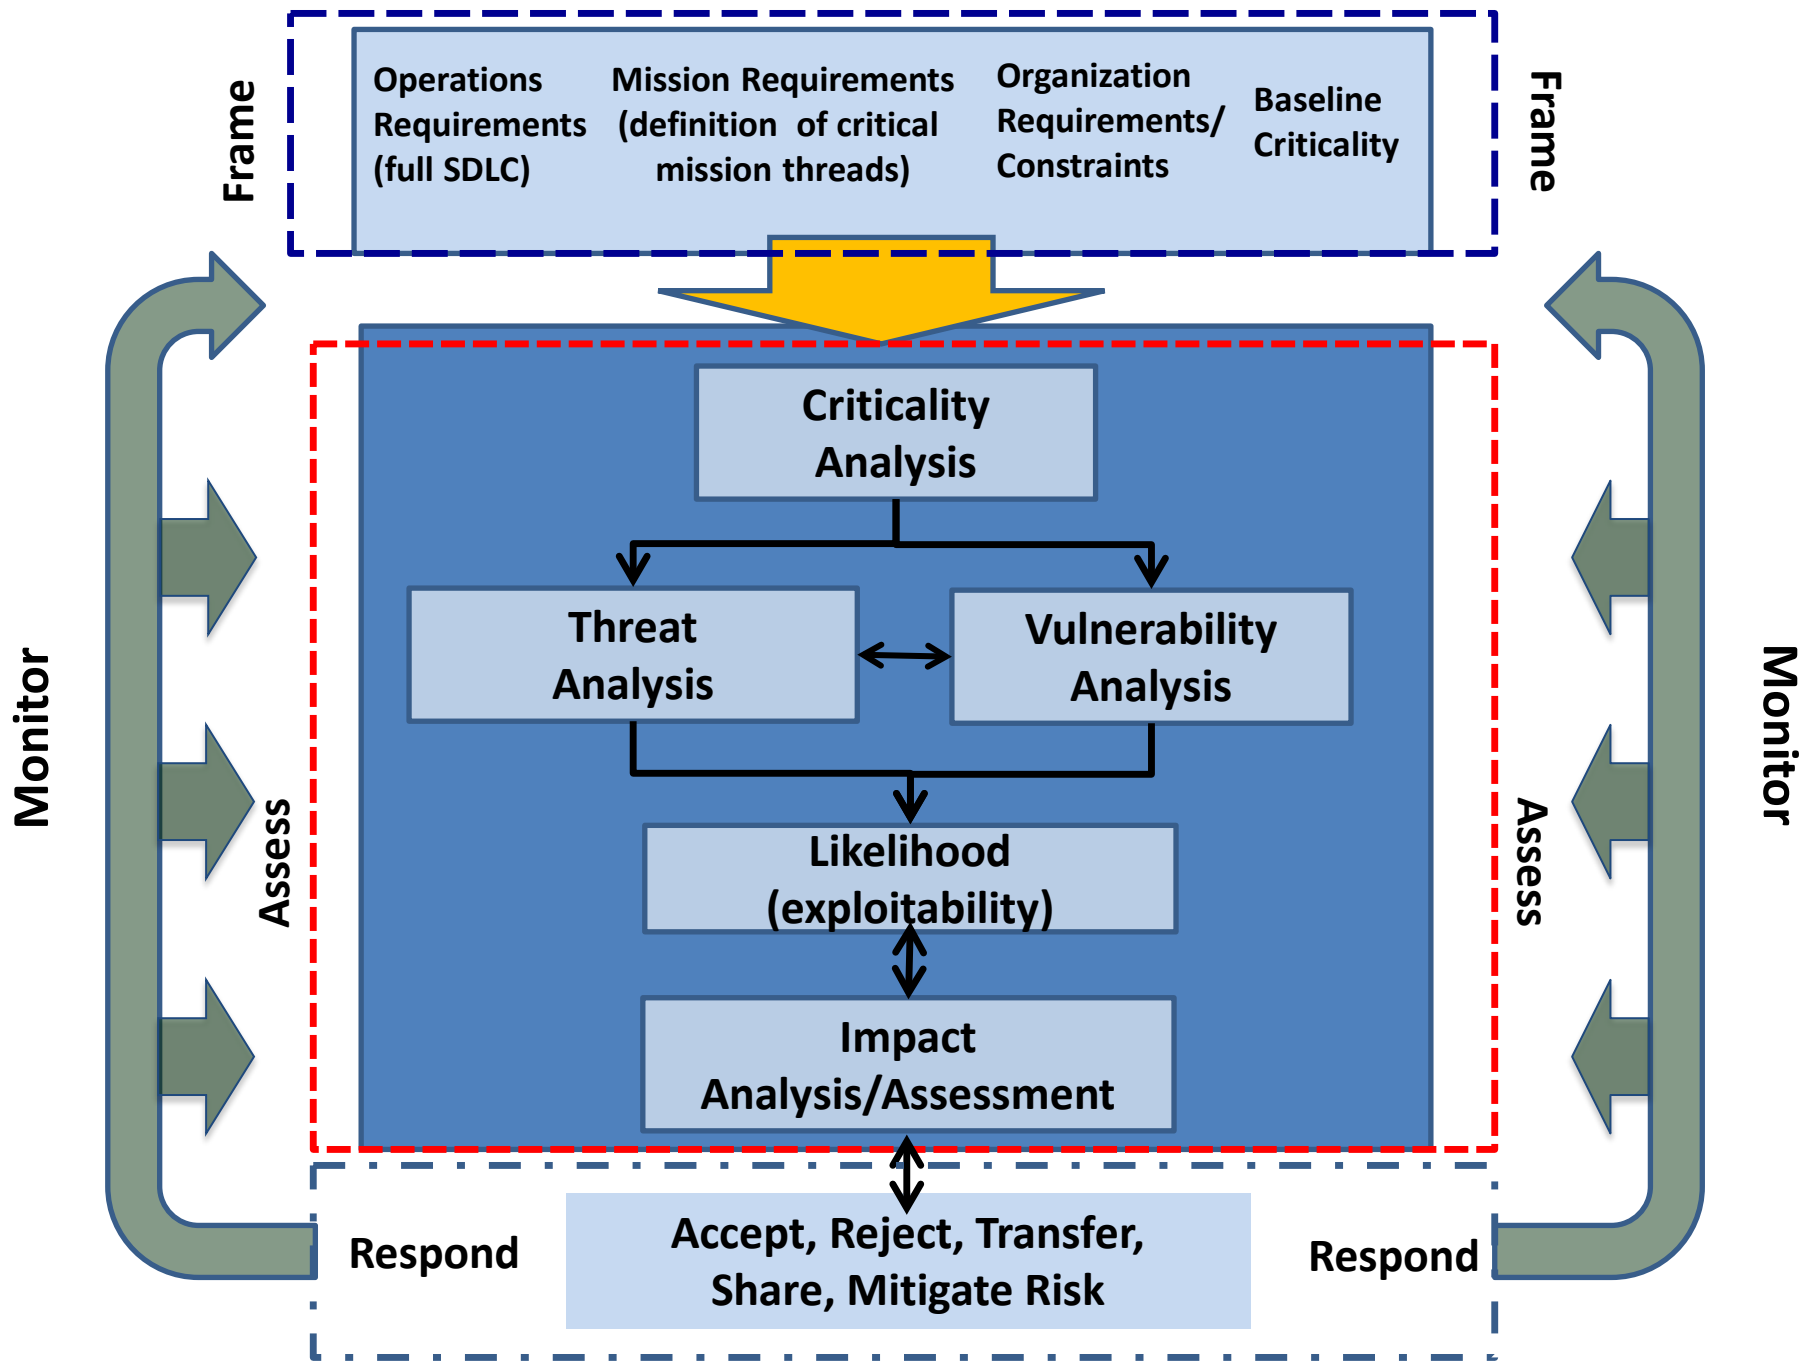 Frame
Operations
Requirements
(full SDLC)
Mission Requirements
(definition of critical
mission threads)
Organization
Requirements/
Constraints
Baseline
Criticality
Frame
Monitor
Assess
Criticality
Analysis
Threat
Analysis
Vulnerability
Analysis
Likelihood
(exploitability)
Impact
Analysis/Assessment
Assess
Monitor
Respond
Accept, Reject, Transfer,
Share, Mitigate Risk
Respond